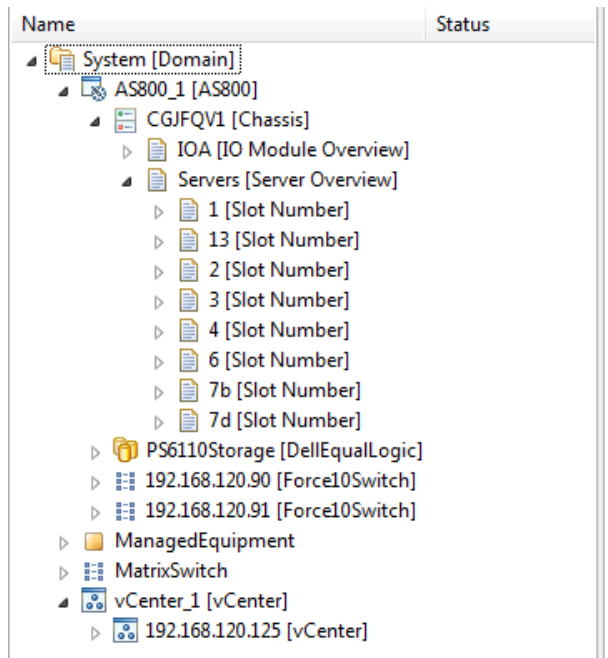 Name Status
System [Domain]
AS800_1 [AS800]
CGJFQV1 [Chassis]
IOA [IO Module Overview]
Servers [Server Overview]
1 [Slot Number]
13 [Slot Number]
2 [Slot Number]
3 [Slot Number]
4 [Slot Number]
6 [Slot Number]
7b [Slot Number]
7d [Slot Number]
PS6110Storage [DellEqualLogic]
192.168.120.90 [Force10Switch]
192.168.120.91 [Force10Switch]
ManagedEquipment
MatrixSwitch
vCenter_1 [vCenter]
192.168.120.125 [vCenter]